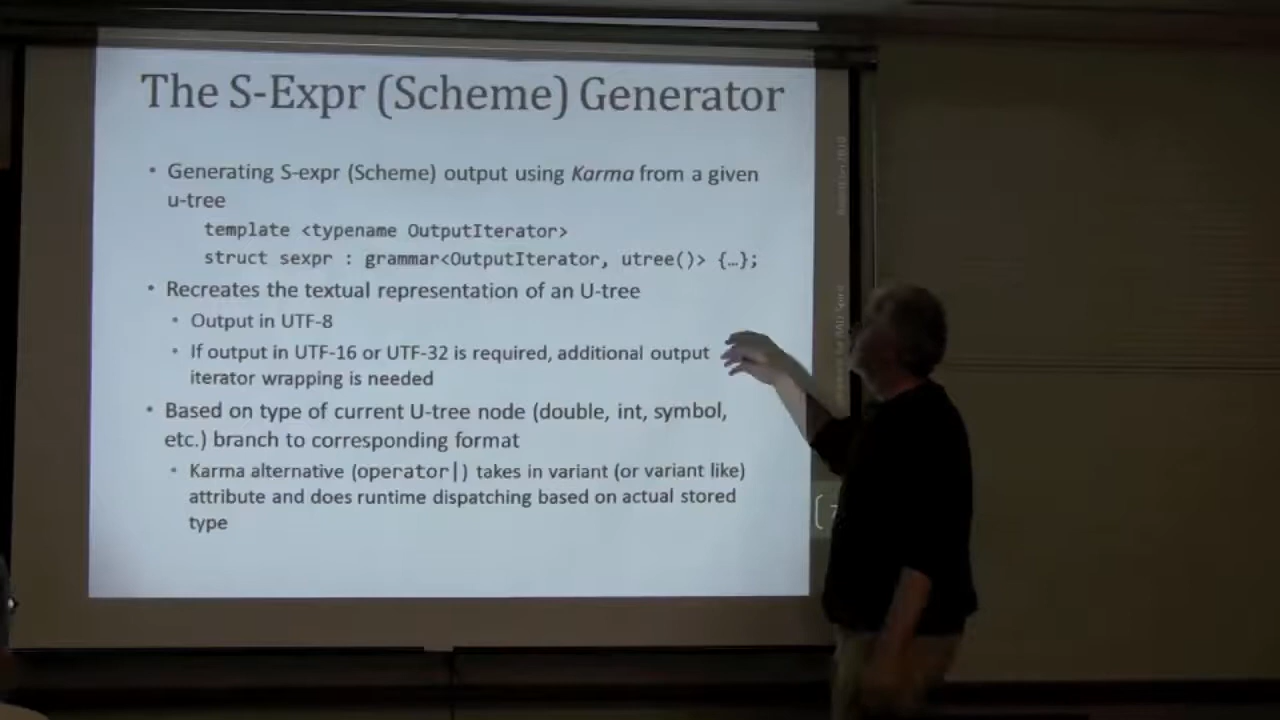 The S-Expr (Scheme) Generator
• Generating S-expr (Scheme) output using Karma from a given
u-tree
template <typename OutputIterator>
struct sexpr : grammar<OutputIterator, utree()> {…};
• Recreates the textual representation of an U-tree
• Output in UTF-8
• If output in UTF-16 or UTF-32 is required, additional output
iterator wrapping is needed
• Based on type of current U-tree node (double, int, symbol,
etc.) branch to corresponding format
• Karma alternative (operator|) takes in variant (or variant like)
attribute and does runtime dispatching based on actual stored
type